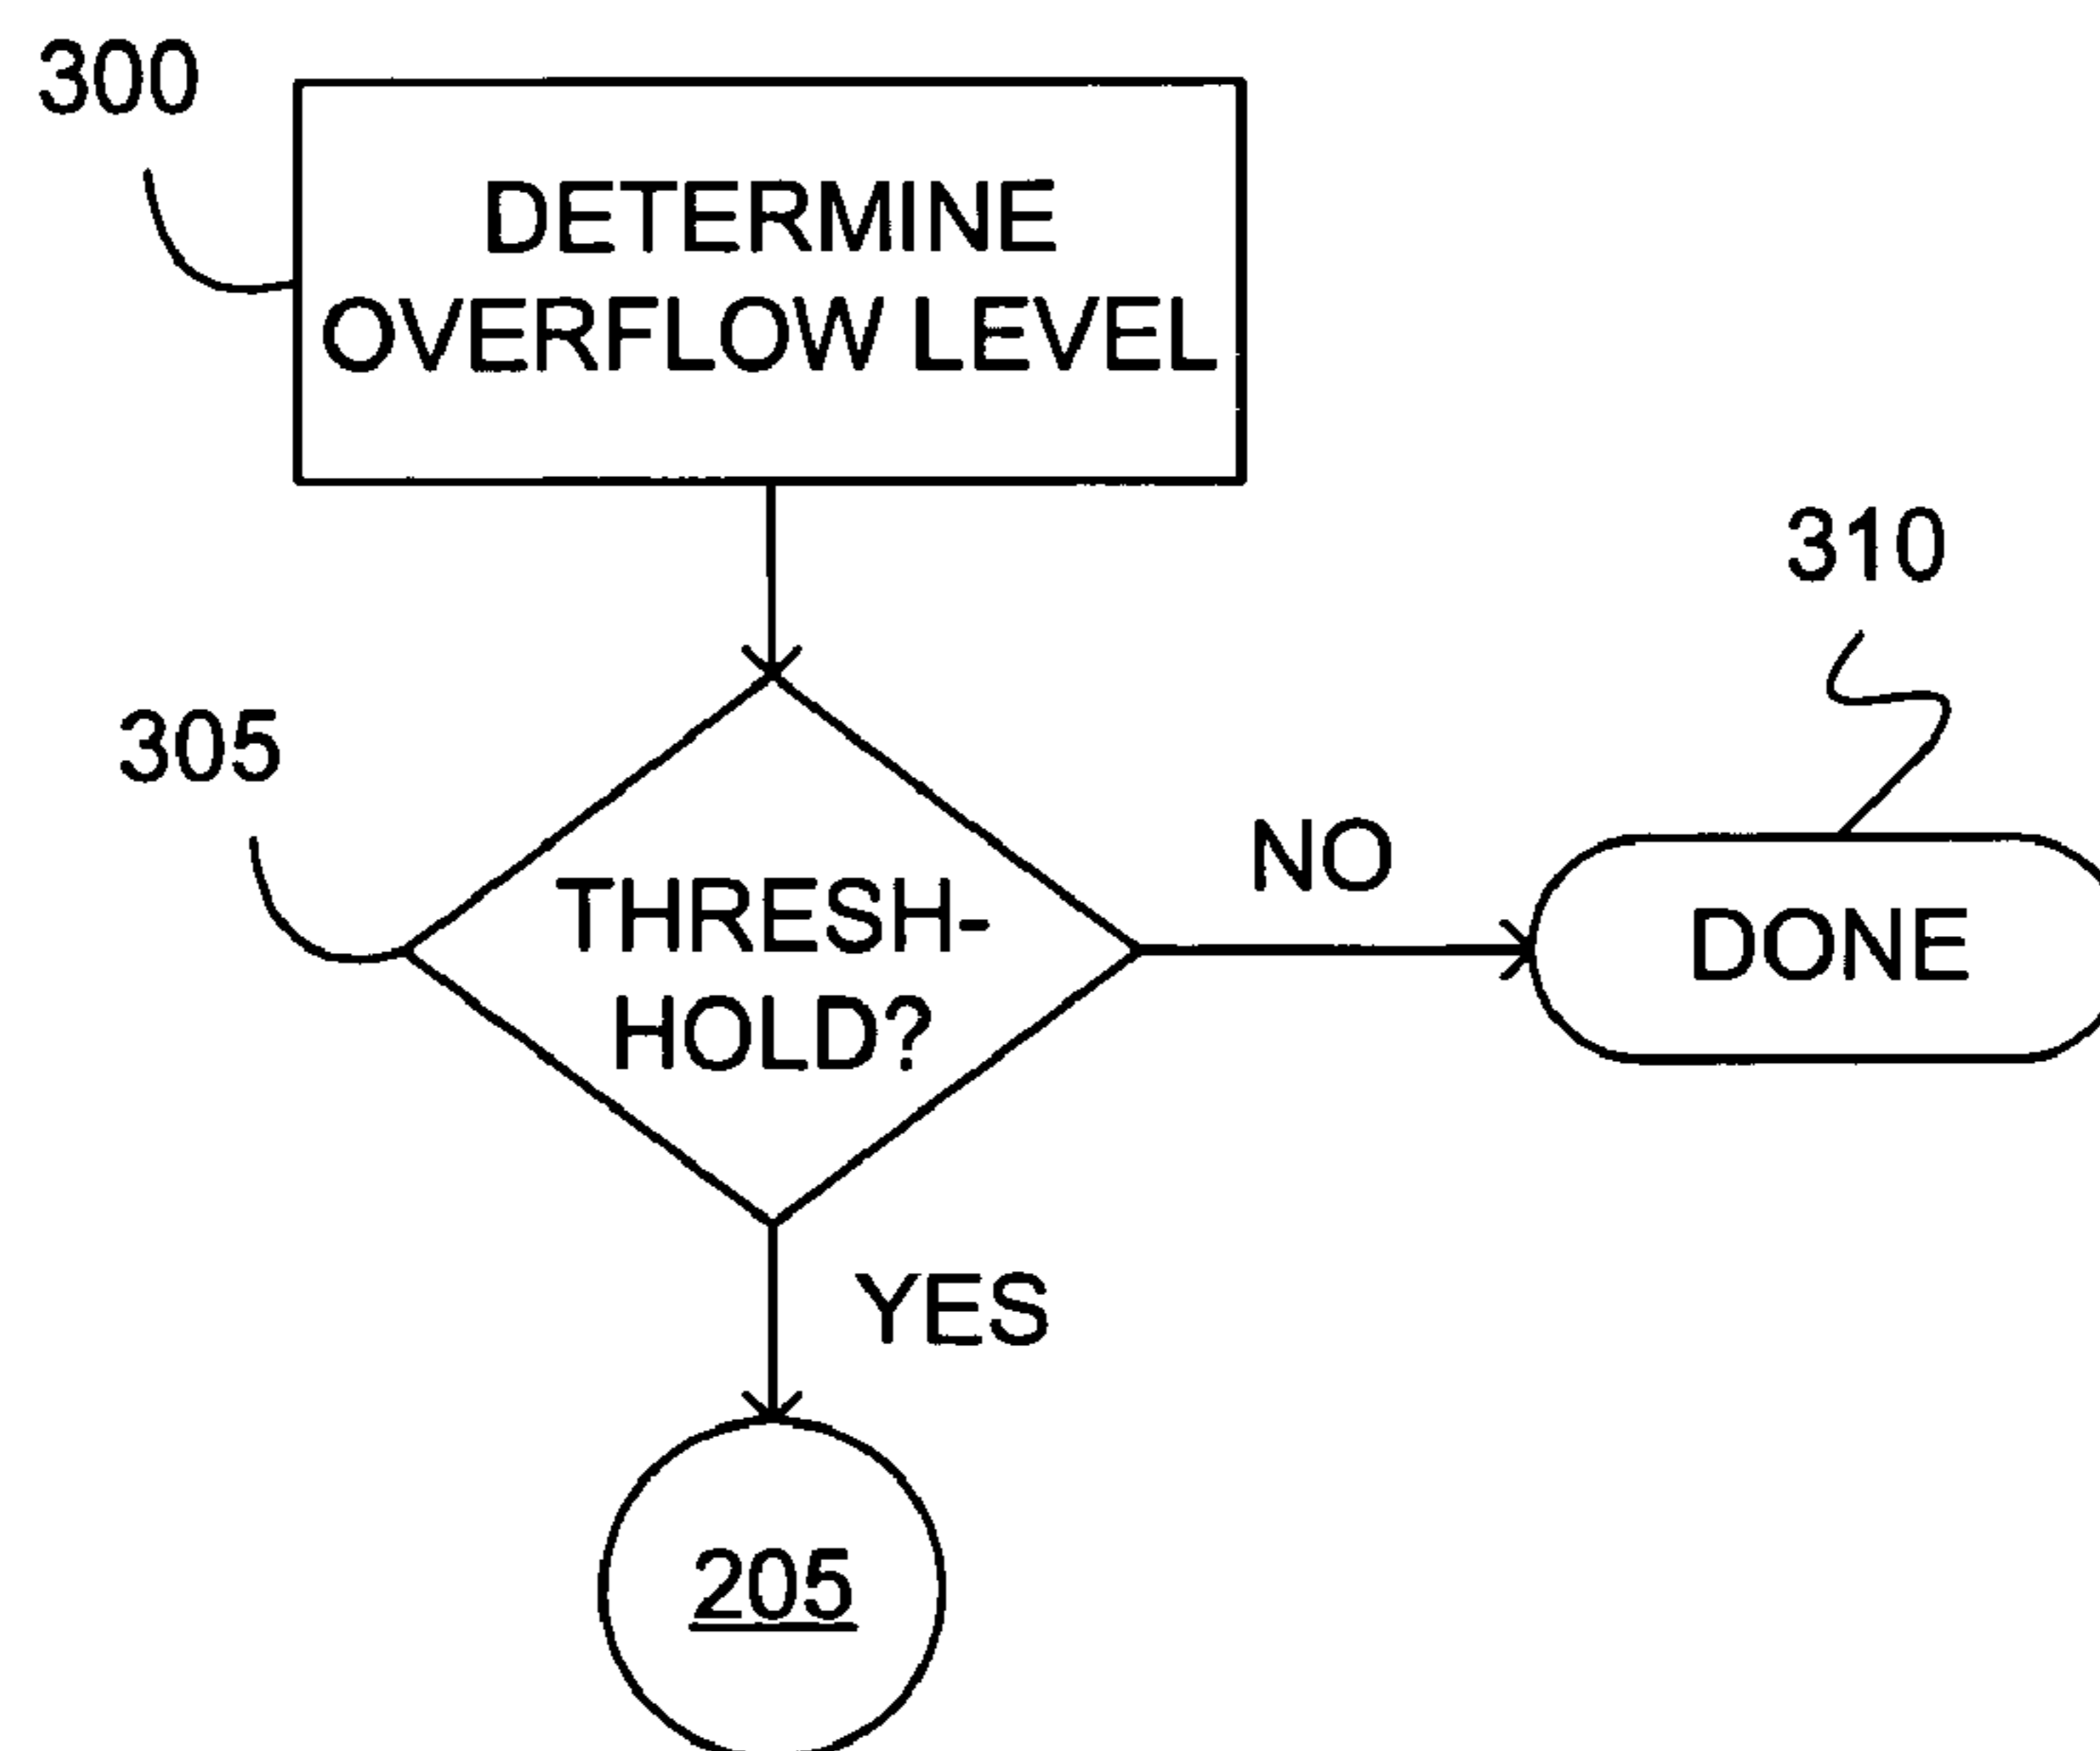 300
DETERMINE
OVERFLOW LEVEL
310
305
THRESH-
HOLD?
NO
DONE
YES
205